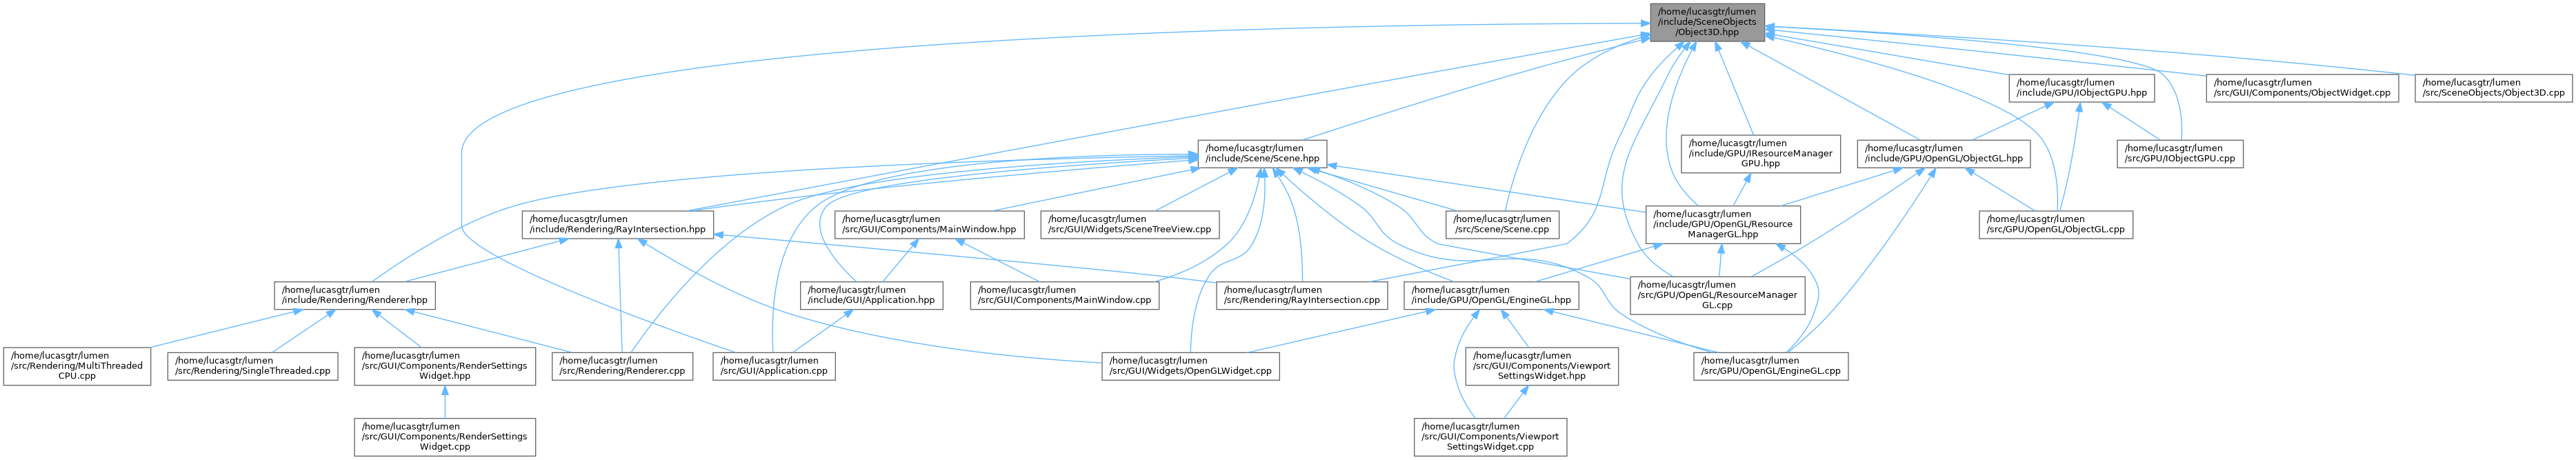 /home/lucasgtr/lumen
/include/SceneObjects
/Object3D.hpp
/home/lucasgtr/lumen
/include/GPU/IObjectGPU.hpp
/home/lucasgtr/lumen
/src/GUI/Components/ObjectWidget.cpp
/home/lucasgtr/lumen
/src/SceneObjects/Object3D.cpp
/home/lucasgtr/lumen
/include/Scene/Scene.hpp
/home/lucasgtr/lumen
/include/GPU/IResourceManager
GPU.hpp
/home/lucasgtr/lumen
/include/GPU/OpenGL/ObjectGL.hpp
/home/lucasgtr/lumen
/src/GPU/IObjectGPU.cpp
/home/lucasgtr/lumen
/include/Rendering/RayIntersection.hpp
/home/lucasgtr/lumen
/src/GUI/Components/MainWindow.hpp
/home/lucasgtr/lumen
/src/GUI/Widgets/SceneTreeView.cpp
/home/lucasgtr/lumen
/src/Scene/Scene.cpp
/home/lucasgtr/lumen
/include/GPU/OpenGL/Resource
ManagerGL.hpp
/home/lucasgtr/lumen
/src/GPU/OpenGL/ObjectGL.cpp
/home/lucasgtr/lumen
/include/Rendering/Renderer.hpp
/home/lucasgtr/lumen
/include/GUI/Application.hpp
/home/lucasgtr/lumen
/src/GUI/Components/MainWindow.cpp
/home/lucasgtr/lumen
/src/Rendering/RayIntersection.cpp
/home/lucasgtr/lumen
/include/GPU/OpenGL/EngineGL.hpp
/home/lucasgtr/lumen
/src/GPU/OpenGL/ResourceManager
GL.cpp
/home/lucasgtr/lumen
/src/Rendering/MultiThreaded
CPU.cpp
/home/lucasgtr/lumen
/src/Rendering/SingleThreaded.cpp
/home/lucasgtr/lumen
/src/GUI/Components/RenderSettings
Widget.hpp
/home/lucasgtr/lumen
/src/Rendering/Renderer.cpp
/home/lucasgtr/lumen
/src/GUI/Application.cpp
/home/lucasgtr/lumen
/src/GUI/Widgets/OpenGLWidget.cpp
/home/lucasgtr/lumen
/src/GUI/Components/Viewport
SettingsWidget.hpp
/home/lucasgtr/lumen
/src/GPU/OpenGL/EngineGL.cpp
/home/lucasgtr/lumen
/src/GUI/Components/RenderSettings
Widget.cpp
/home/lucasgtr/lumen
/src/GUI/Components/Viewport
SettingsWidget.cpp